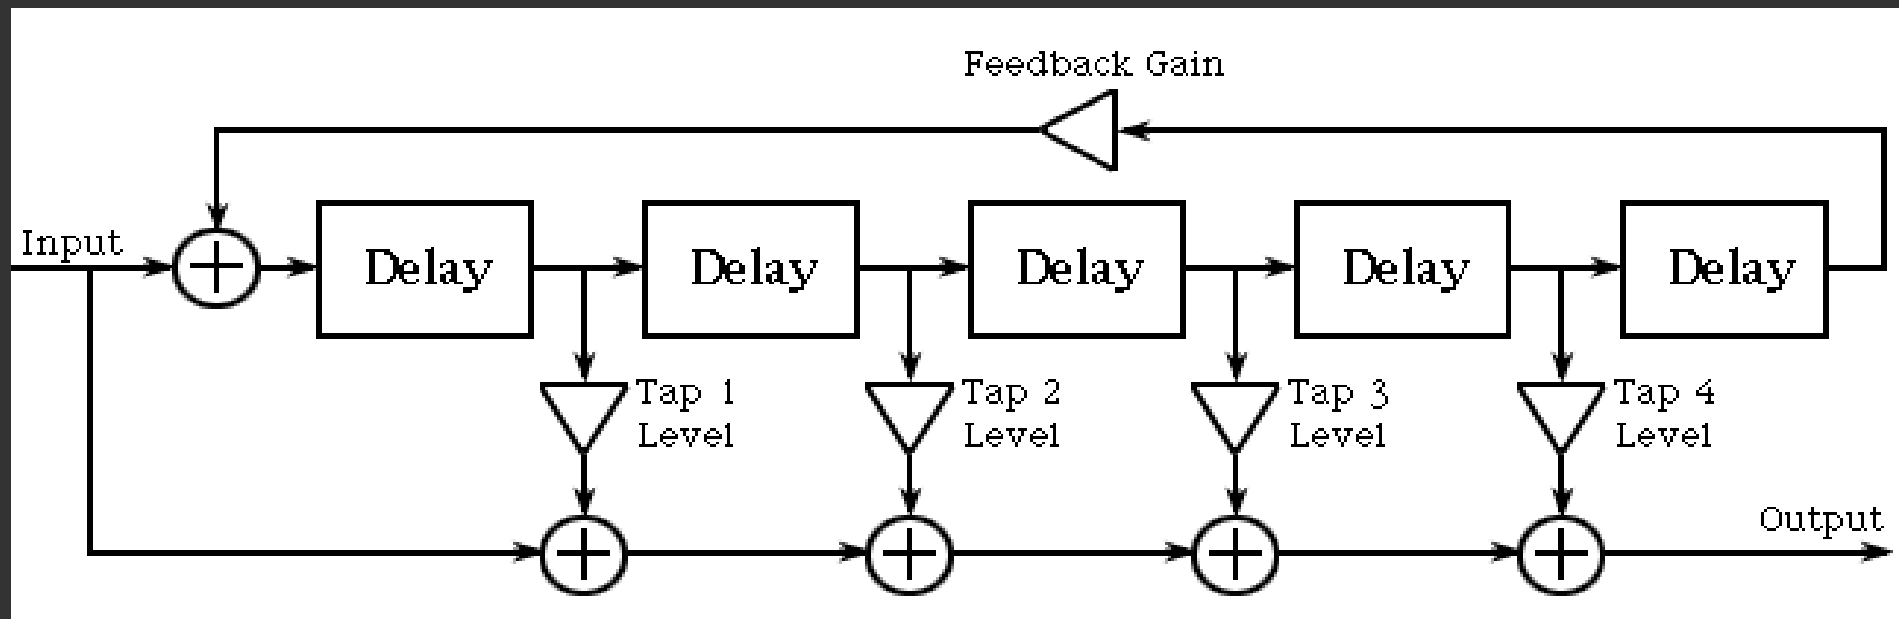 Feedback Gain
Input
Delay
Delay
Delay
Delay
Delay
Tap 1
Level
Tap 2
Level
Tap 3
Level
Tap 4
Level
Output